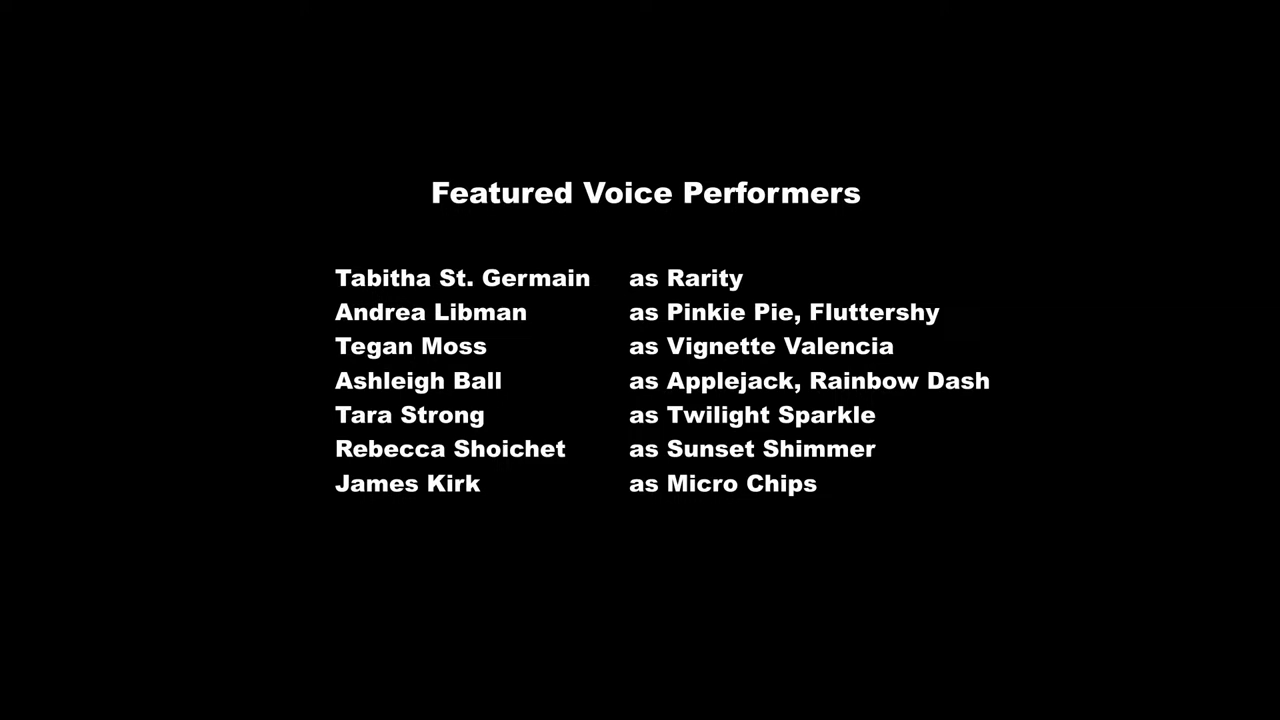 Featured Voice Performers
Tabitha St. Germain as Rarity
Andrea Libman as Pinkie Pie, Fluttershy
Tegan Moss as Vignette Valencia
Ashleigh Ball as Applejack, Rainbow Dash
Tara Strong as Twilight Sparkle
Rebecca Shoichet as Sunset Shimmer
James Kirk as Micro Chips